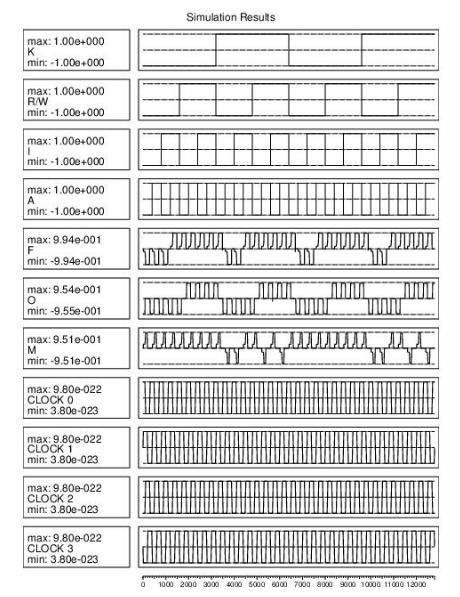 Simulation Results
max: 1.00e+000
K
min: -1.00e+000
max: 1.00e+000
R/W
min: -1.00e+000
max: 1.00e+000
I
min: -1.00e+000
max: 1.00e+000
A
min: -1.00e+000
max: 9.94e-001
F
min: -9.94e-001
max: 9.54e-001
O
min: -9.55e-001
max: 9.51e-001
M
min: -9.51e-001
max: 9.80e-022
CLOCK 0
min: 3.80e-023
max: 9.80e-022
CLOCK 1
min: 3.80e-023
max: 9.80e-022
CLOCK 2
min: 3.80e-023
max: 9.80e-022
CLOCK 3
min: 3.80e-023
0 1000 2000 3000 4000 5000 6000 7000 8000 9000 10000 11000 12000